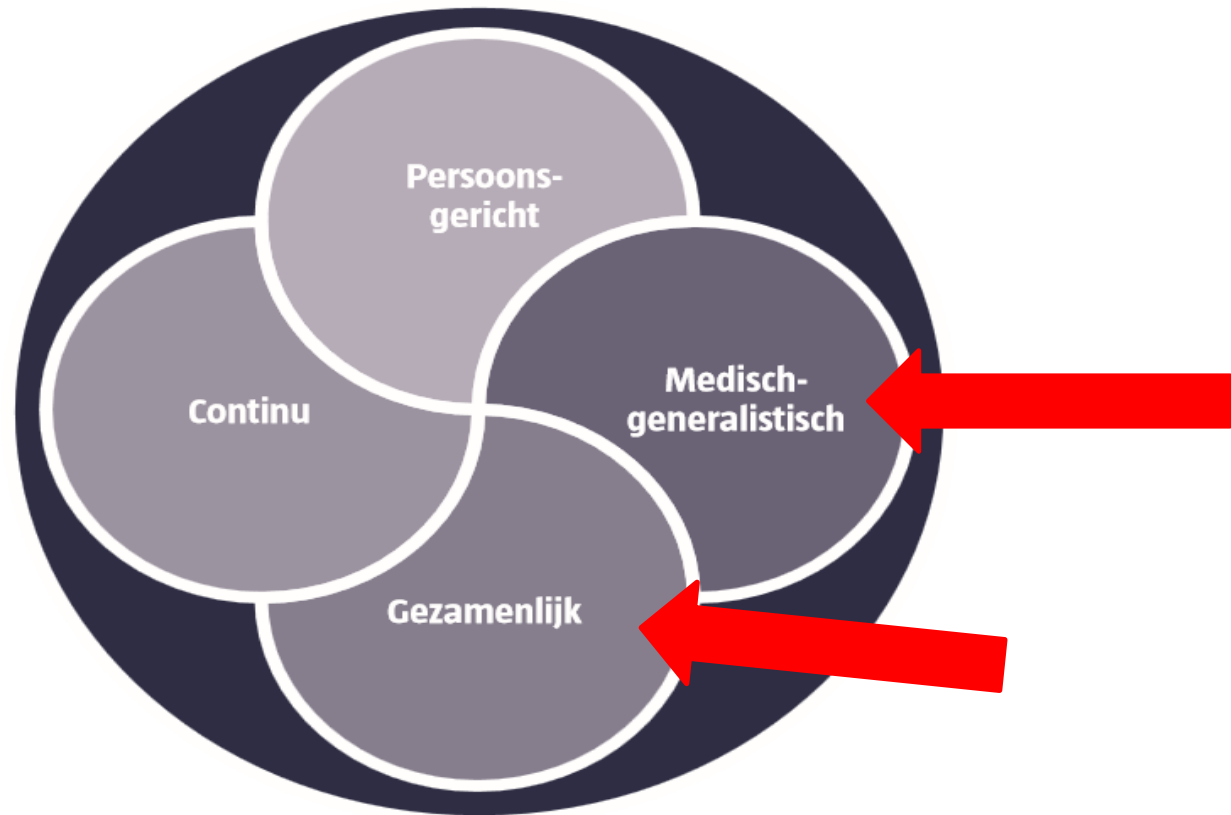 Persoons-
gericht
Medisch-
generalistisch
Continu
Gezamenlijk